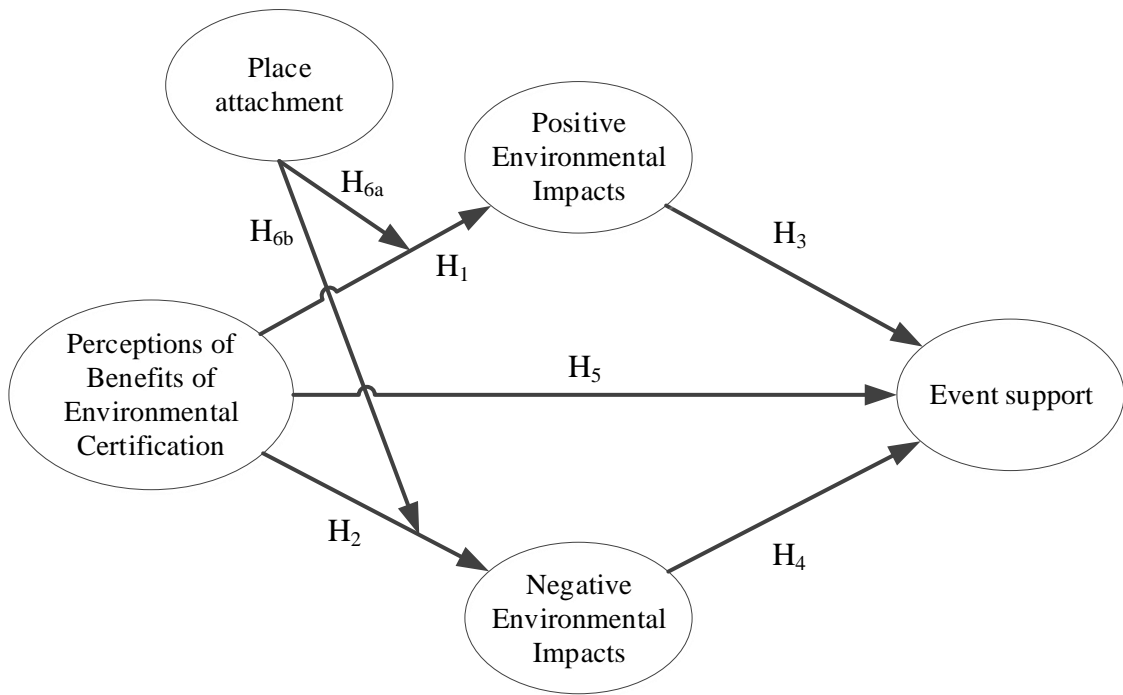 Place
attachment
Positive
Environmental
Impacts
H6a
H6b
H1
H3
Perceptions of
Benefits of
Environmental
Certification
H5
Event support
H2
H4
Negative
Environmental
Impacts